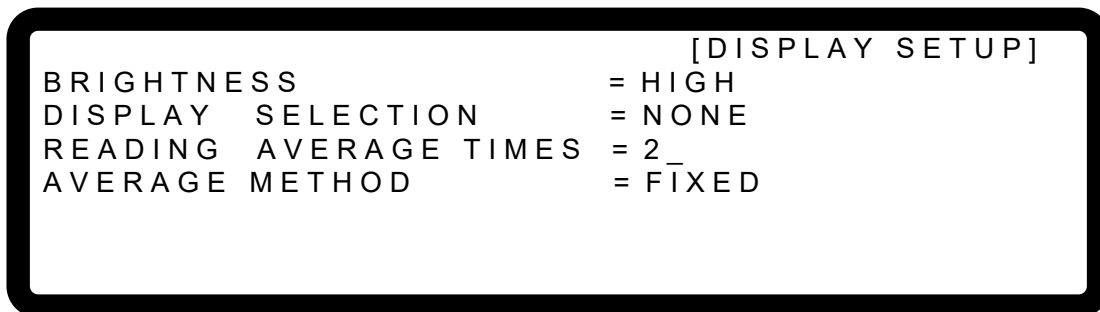 [DISPLAY SETUP]
BRIGHTNESS = HIGH
DISPLAY SELECTION = NONE
READING AVERAGE TIMES = 2_
AVERAGE METHOD = FIXED